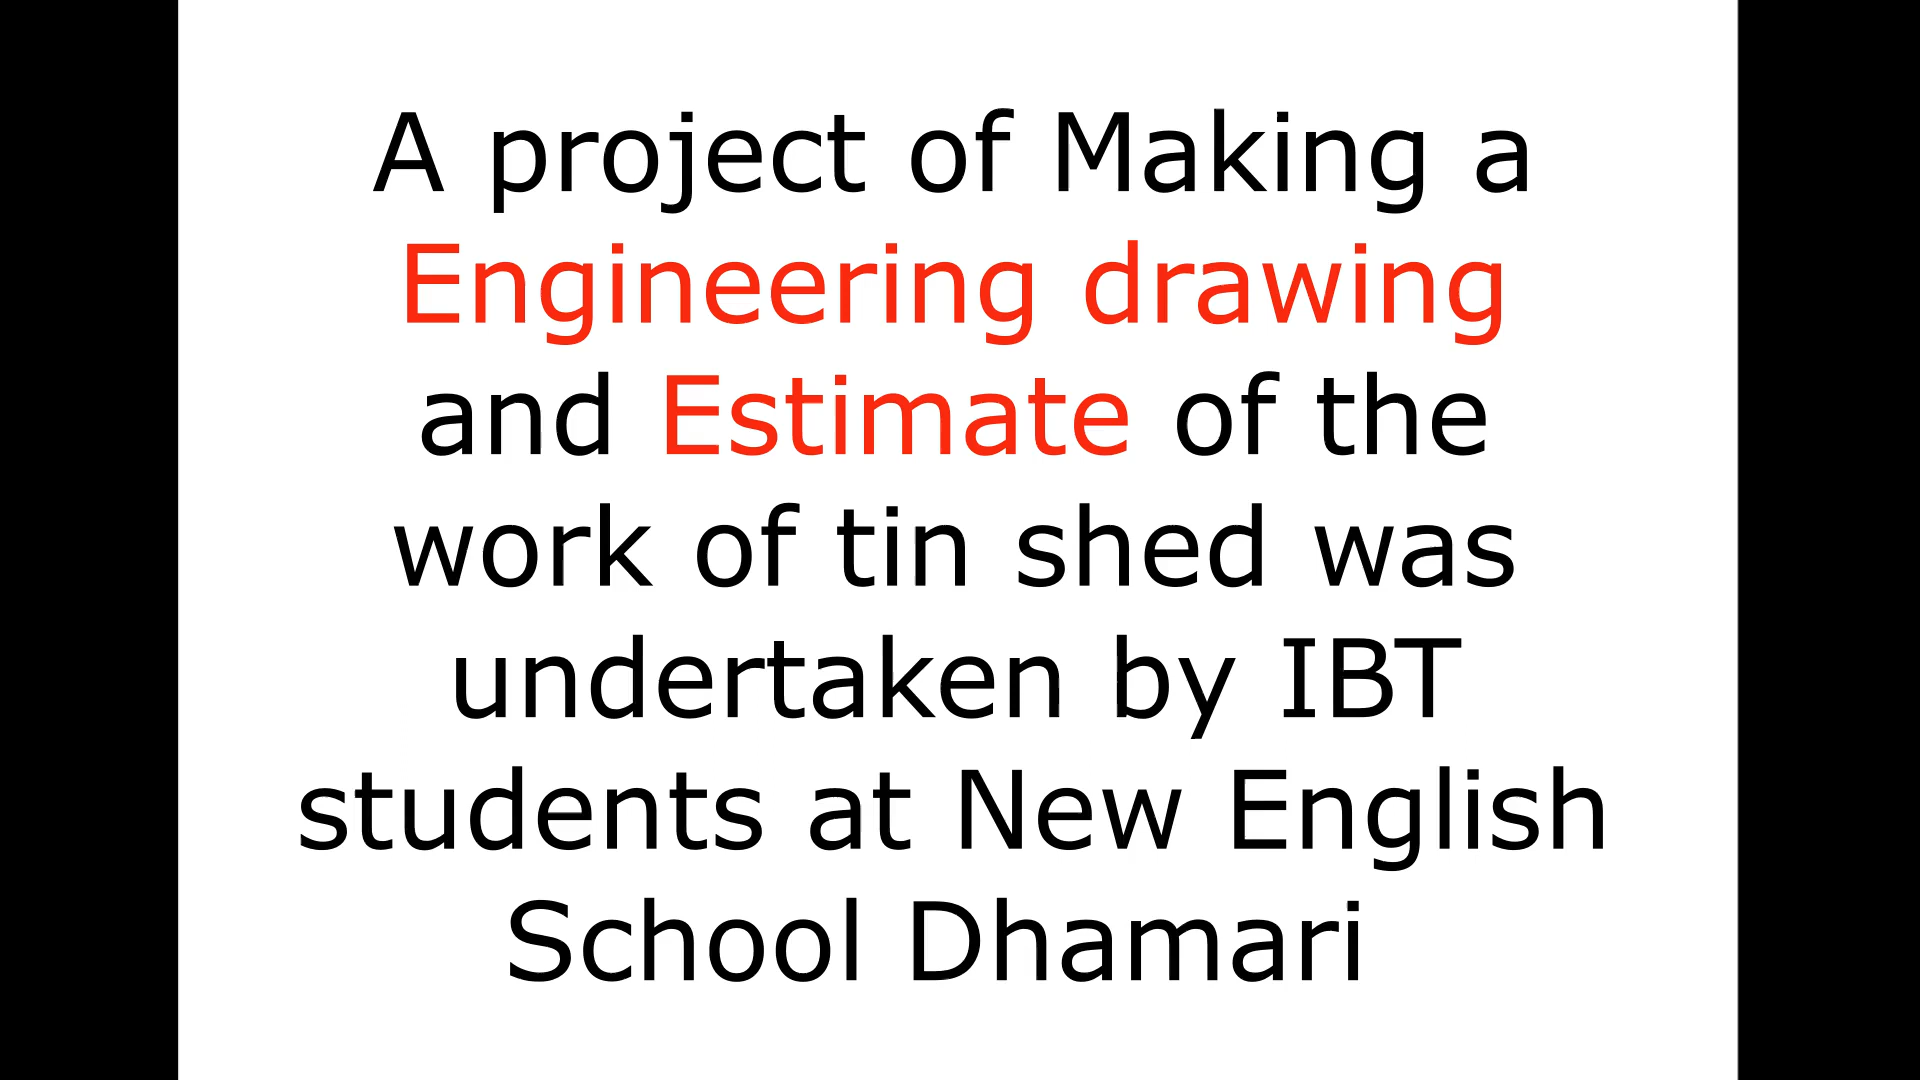 A project of Making a
Engineering drawing
and Estimate of the
work of tin shed was
undertaken by IBT
students at New English
School Dhamari